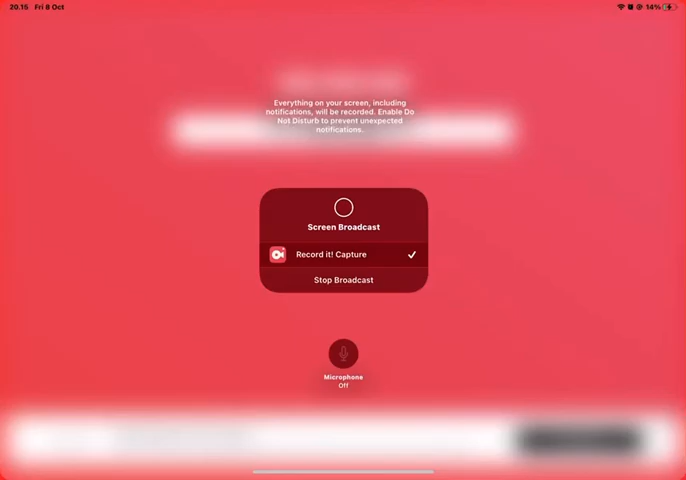 20.15 Fri 8 Oct
14%
Everything on your screen, including
notifications, will be recorded. Enable Do
Not Disturb to prevent unexpected
notifications.
Screen Broadcast
Record it! Capture
Stop Broadcast
Microphone
Off